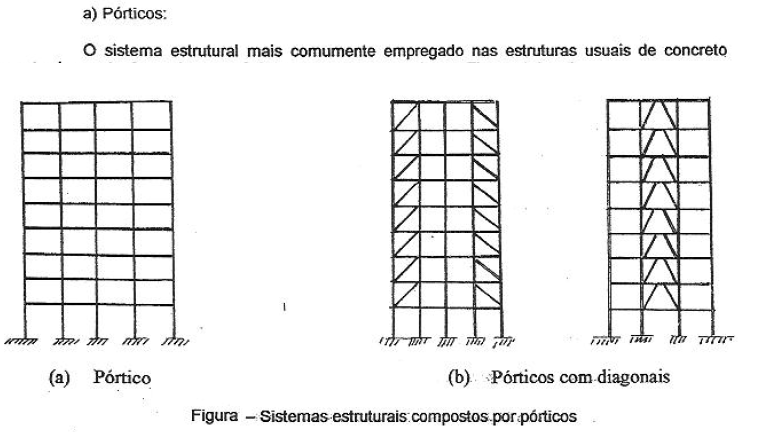 a) Pórticos:
O sistema estrutural mais comumente empregado nas estruturas usuais de concreto
(a) Pórtico
(b) Pórticos com diagonais
Figura – Sistemas estruturais compostos por pórticos